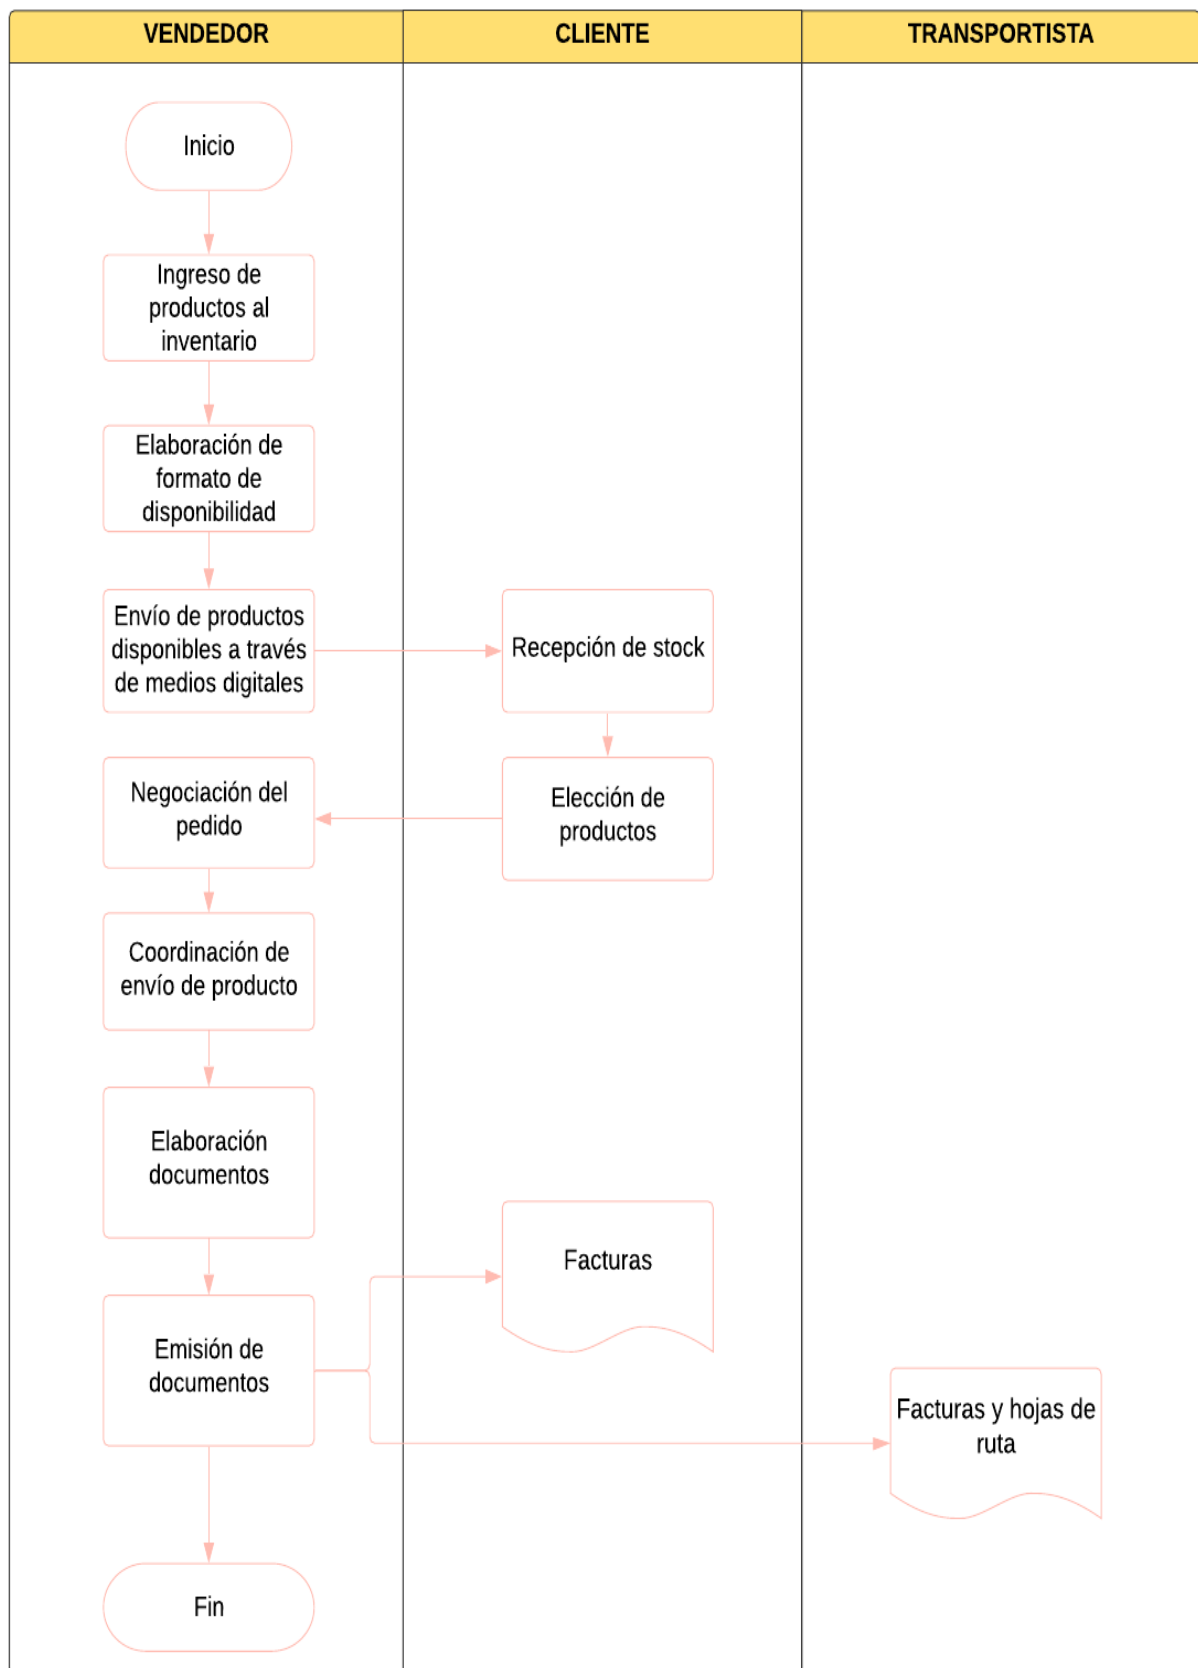 VENDEDOR
CLIENTE
TRANSPORTISTA
Inicio
Ingreso de
productos al
inventario
Elaboración de
formato de
disponibilidad
Envío de productos
disponibles a través
de medios digitales
Recepción de stock
Elección de
productos
Negociación del
pedido
Coordinación de
envío de producto
Elaboración
documentos
Emisión de
documentos
Facturas
Facturas y hojas de
ruta
Fin